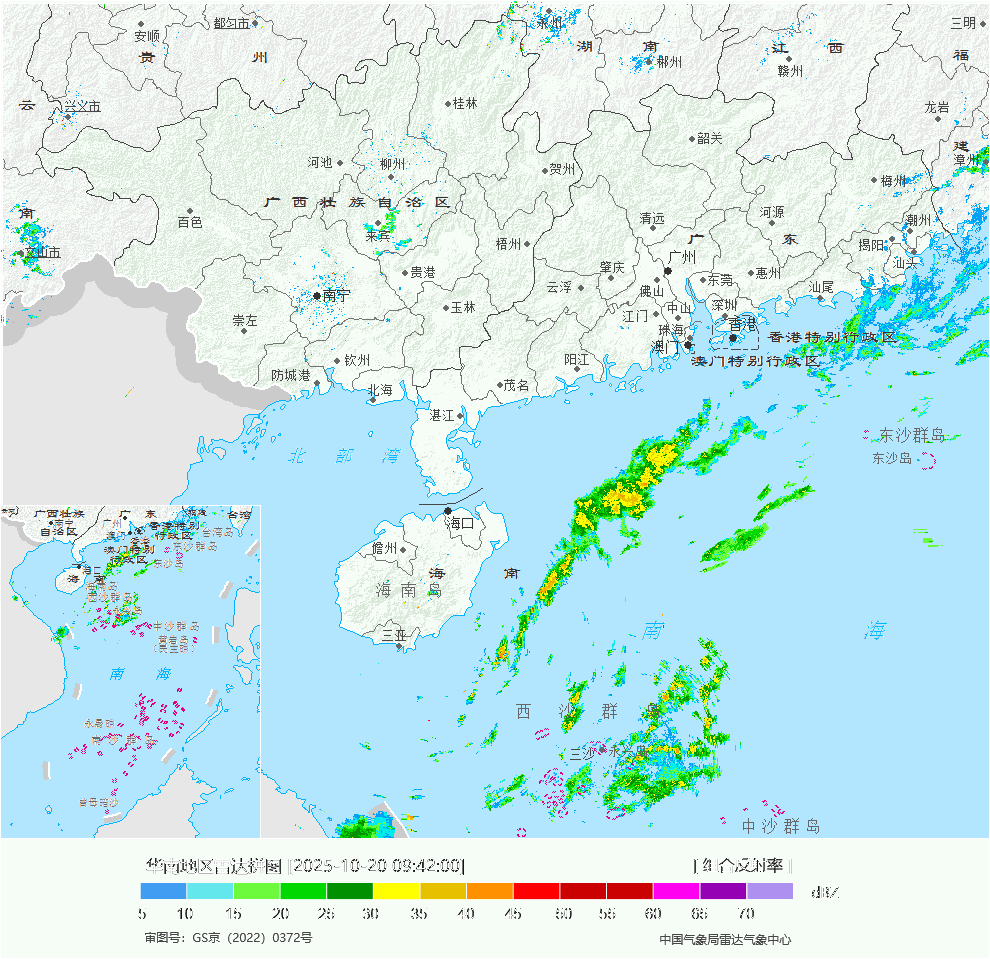 安顺
都匀市
永州
三明
贵
州
湖
南
江
西
福
郴州
赣州
云
兴义市
桂林
龙岩
韶关
建
漳州
河池
柳州
贺州
梅州
广西壮族自治区
南
百色
来宾
清远
河源
潮州
梧州
广
东
揭阳
文山市
汕头
广州
贵港
肇庆
惠州
东莞
南宁
云浮
佛山
汕尾
玉林
中山
深圳
崇左
江门
珠海
香港
香港特别行政区
澳门
澳门特别行政区
钦州
阳江
防城港
茂名
北海
湛江
东沙群岛
北部湾
东沙岛
海口
儋州
海
南
海南岛
三亚
南
海
西沙群岛
三沙
永兴岛
中沙群岛
广西壮族
自治区
广东
台湾
南宁
广州
香港特别
行政区
台湾岛
澳门特别
行政区
东沙群岛
东沙岛
海口
海
中沙群岛
黄岩岛
南海
永暑礁
南沙群岛
曾母暗沙
华南地区雷达拼图 [2025-10-20 09:42:00]
[组合反射率]
5 10 15 20 25 30 35 40 45 50 55 60 65 70
dBZ
审图号：GS京（2022）0372号
中国气象局雷达气象中心